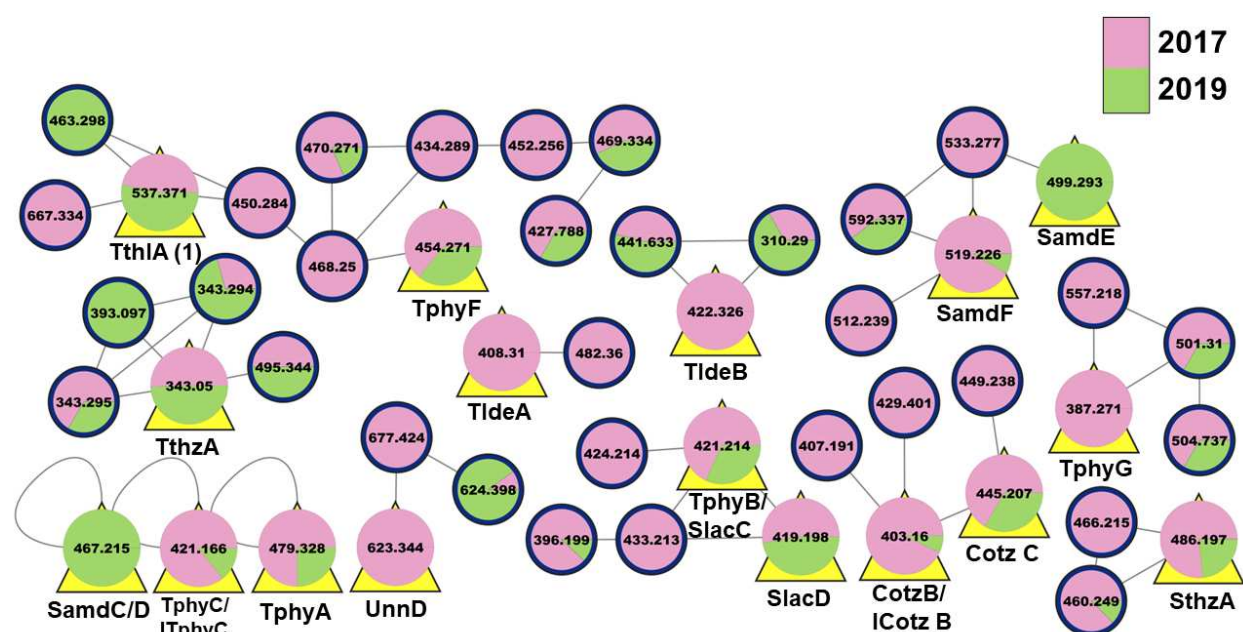 2017
2019
463.298
470.271
434.289
452.256
469.334
533.277
537.371
499.293
667.334
450.284
592.337
TthlA (1)
SamdE
441.633
310.29
427.788
454.271
468.25
519.226
TphyF
SamdF
343.294
557.218
393.097
422.326
512.239
TldeB
408.31
482.36
501.31
495.344
343.05
343.295
449.238
TldeA
TthzA
429.401
387.271
677.424
407.191
421.214
424.214
504.737
TphyG
624.398
TphyB/
SlacC
445.207
466.215
Cotz C
467.215
421.166
479.328
623.344
396.199
433.213
419.198
403.16
486.197
SamdC/D
TphyC/
ITphyC
TphyA
UnnD
SlacD
CotzB/
ICotz B
460.249
SthzA